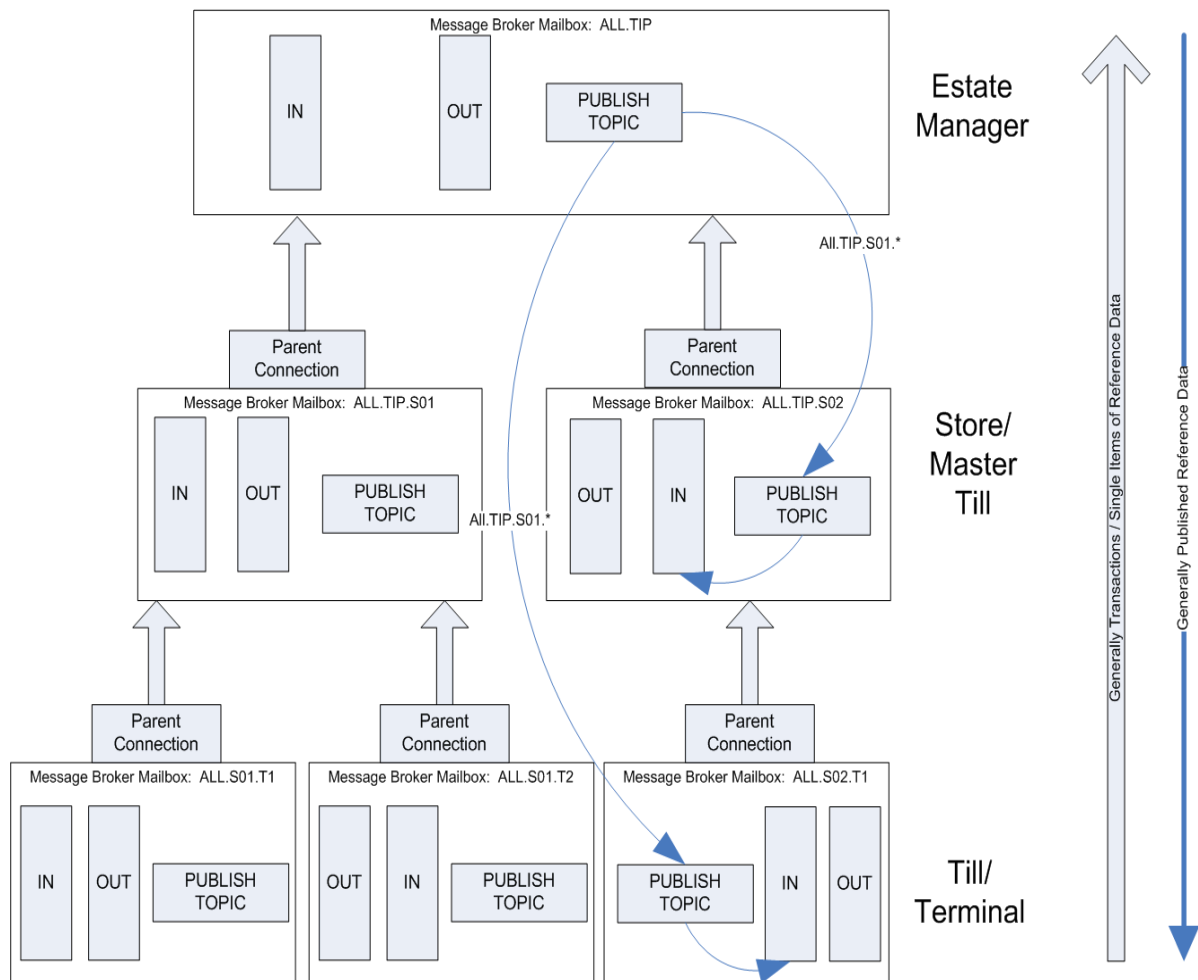 Message Broker Mailbox: ALL.TIP
IN
OUT
PUBLISH
TOPIC
Estate
Manager
All.TIP.S01.*
Parent
Connection
Parent
Connection
Message Broker Mailbox: ALL.TIP.S01
IN
OUT
PUBLISH
TOPIC
All.TIP.S01.*
Message Broker Mailbox: ALL.TIP.S02
OUT
IN
PUBLISH
TOPIC
Store/
Master
Till
Parent
Connection
Parent
Connection
Parent
Connection
Message Broker Mailbox: ALL.S01.T1
IN
OUT
PUBLISH
TOPIC
Message Broker Mailbox: ALL.S01.T2
OUT
IN
PUBLISH
TOPIC
Message Broker Mailbox: ALL.S02.T1
PUBLISH
TOPIC
IN
OUT
Till/
Terminal
Generally Transactions / Single Items of Reference Data
Generally Published Reference Data